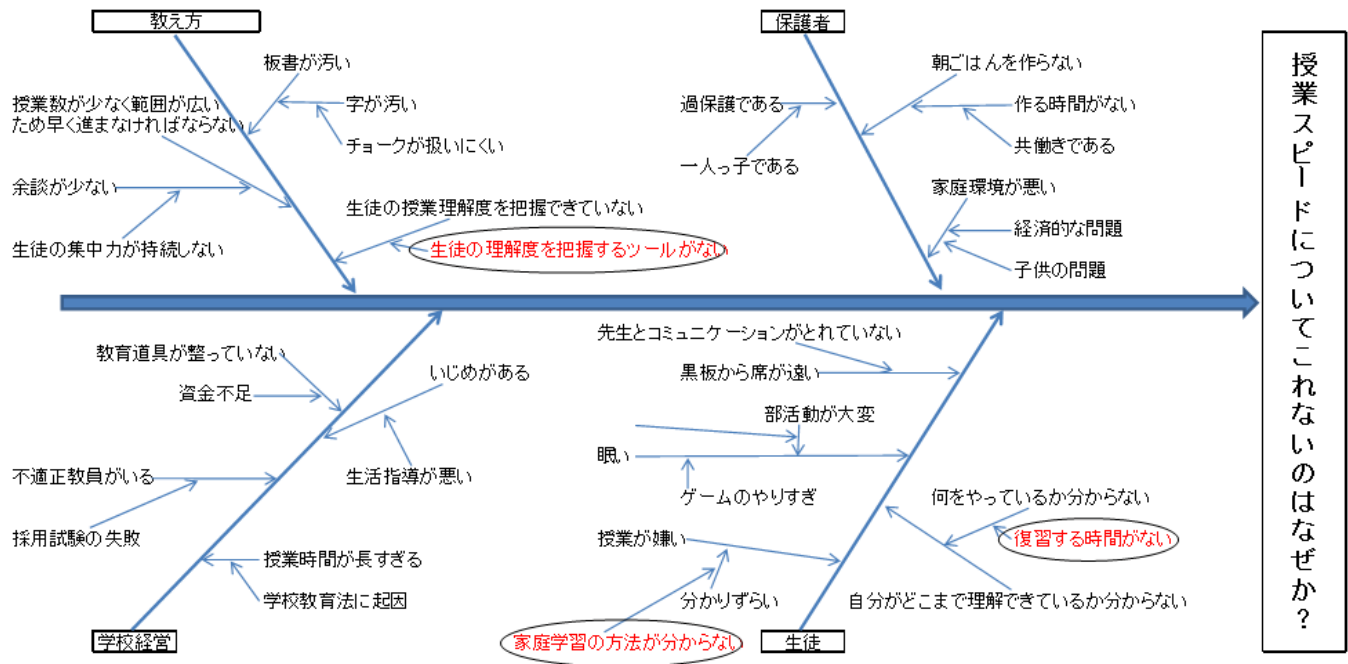 教え方
保護者
板書が汚い
字が汚い
チョークが扱いにくい
授業数が少なく範囲が広い
ため早く進まなければならない
余談が少ない
生徒の集中力が持続しない
生徒の授業理解度を把握できていない
生徒の理解度を把握するツールがない
朝ごはんを作らない
過保護である
作る時間がない
一人っ子である
共働きである
家庭環境が悪い
経済的な問題
子供の問題
授業スピードについてこれないのはなぜか?
教育道具が整っていない
資金不足
いじめがある
生活指導が悪い
不適正教員がいる
採用試験の失敗
授業時間が長すぎる
学校教育法に起因
学校経営
先生とコミュニケーションがとれていない
黒板から席が遠い
部活動が大変
眠い
ゲームのやりすぎ
何をやっているか分からない
復習する時間がない
授業が嫌い
分かりずらい
自分がどこまで理解できているか分からない
家庭学習の方法が分からない
生徒